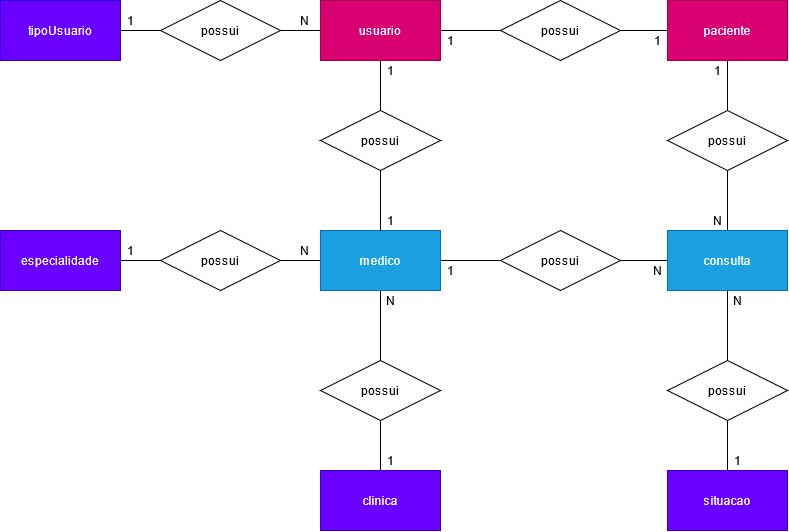 tipoUsuario
1
possui
N
usuario
1
possui
1
paciente
1
possui
1
1
possui
N
especialidade
1
possui
N
medico
1
possui
N
consulta
N
possui
1
N
possui
1
clinica
situacao